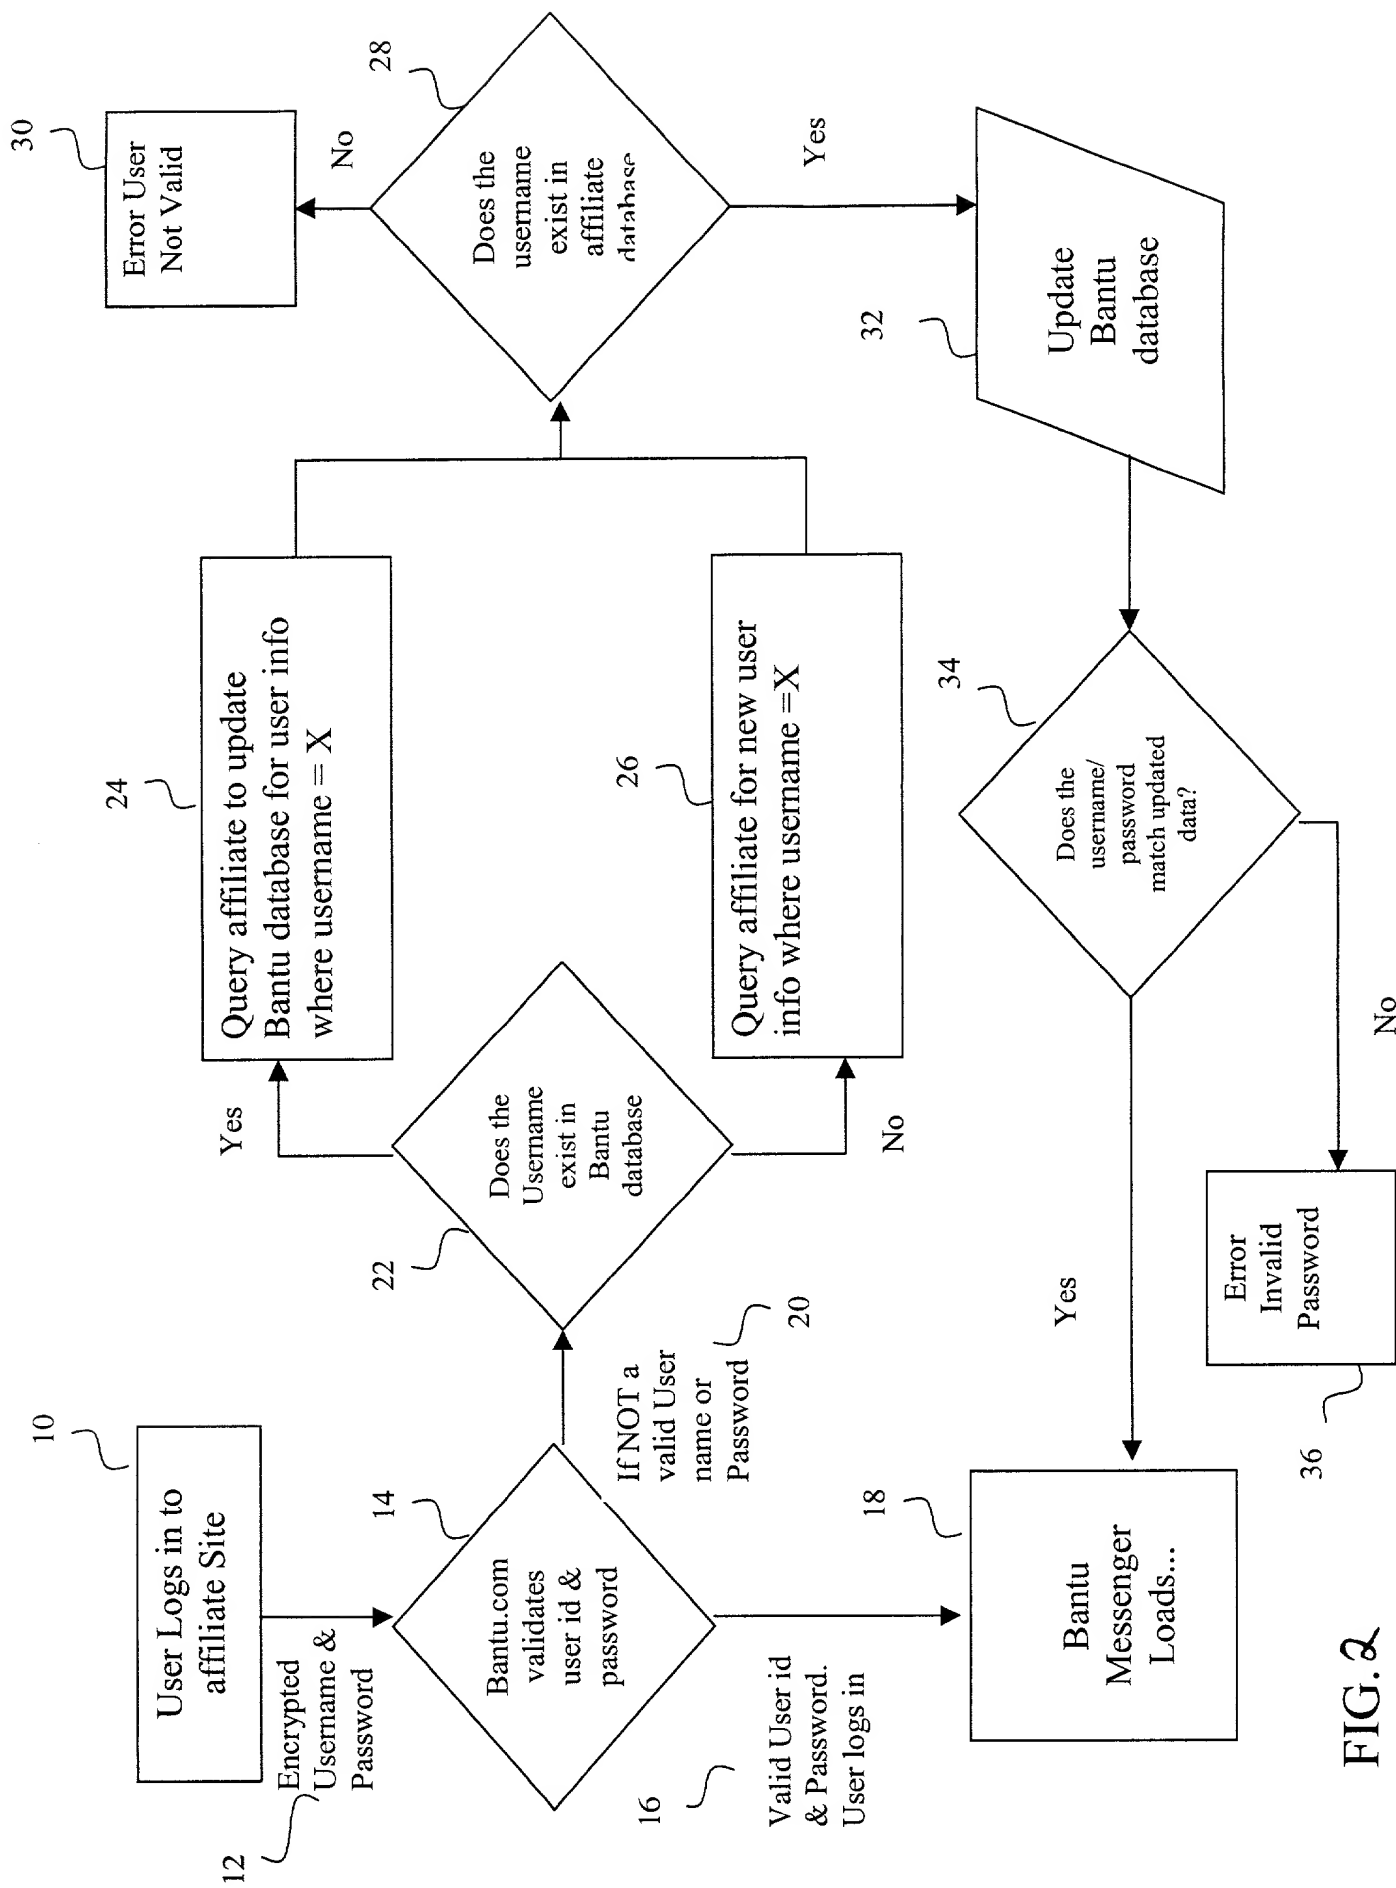 10
User Logs in to
affiliate Site
12
Encrypted
Username &
Password
14
Bantu.com
validates
user id &
password
16
Valid User id
& Password.
User logs in
18
Bantu
Messenger
Loads...
If NOT a
valid User
name or
Password
20
22
Does the
Username
exist in
Bantu
database
Yes
No
24
Query affiliate to update
Bantu database for user info
where username = X
26
Query affiliate for new user
info where username =X
28
Does the
username
exist in
affiliate
database
No
30
Error User
Not Valid
Yes
32
Update
Bantu
database
34
Does the
username/
password
match updated
data?
Yes
No
36
Error
Invalid
Password
FIG.2